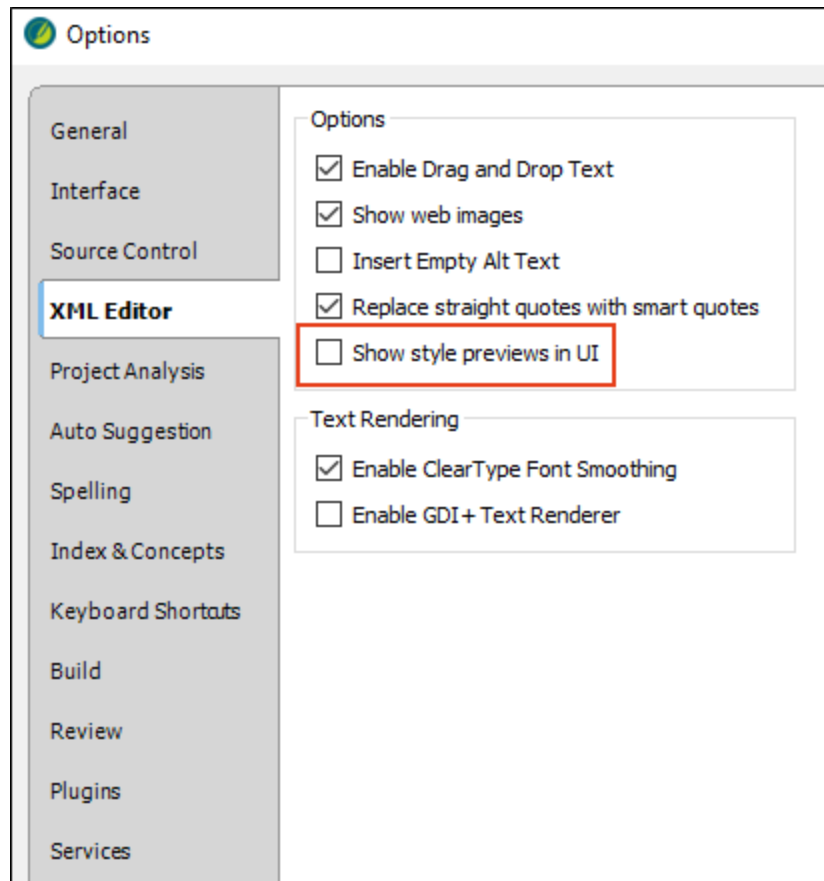 Options
General
Interface
Source Control
XML Editor
Project Analysis
Auto Suggestion
Spelling
Index & Concepts
Keyboard Shortcuts
Build
Review
Plugins
Services
Options
Enable Drag and Drop Text
Show web images
Insert Empty Alt Text
Replace straight quotes with smart quotes
Show style previews in UI
Text Rendering
Enable ClearType Font Smoothing
Enable GDI+ Text Renderer